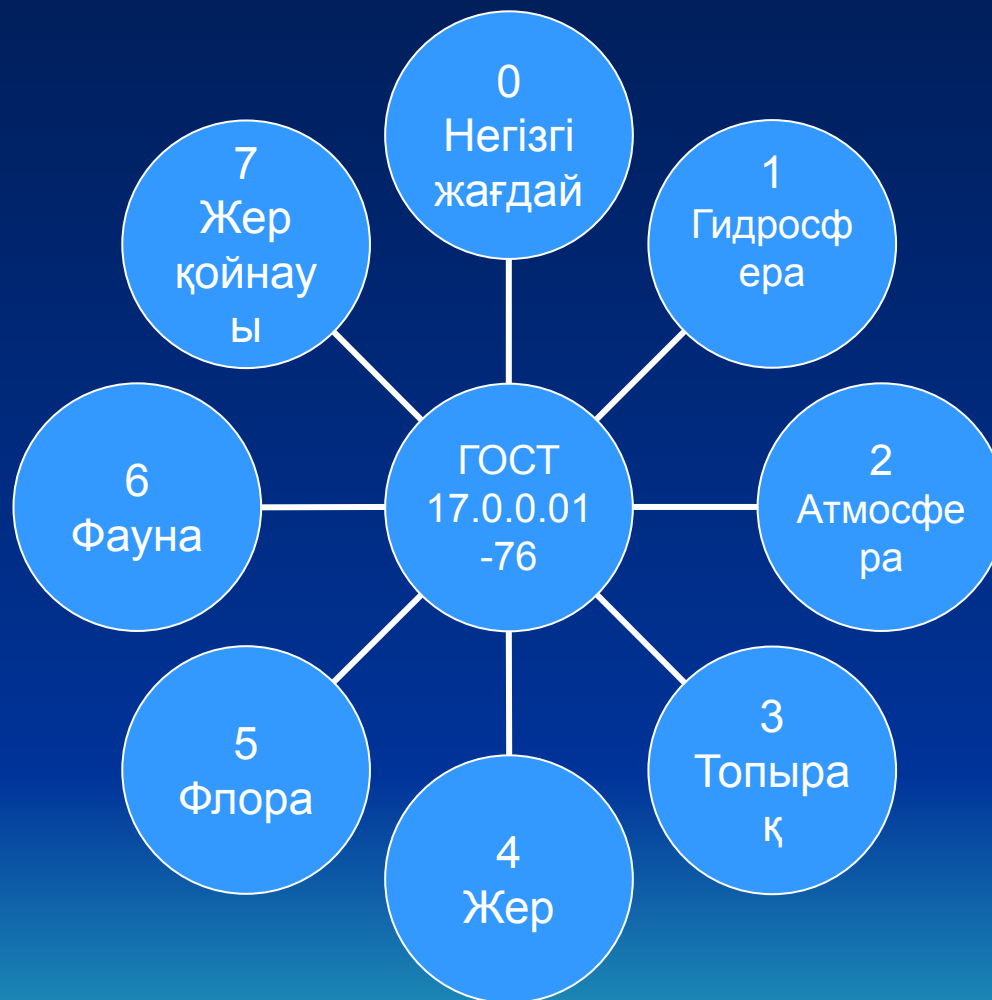 0
Негізгі
жағдай
1
Гидросф
ера
2
Атмосфе
ра
3
Топыра
қ
4
Жер
5
Флора
6
Фауна
7
Жер
қойнау
ы
ГОСТ
17.0.0.01
-76